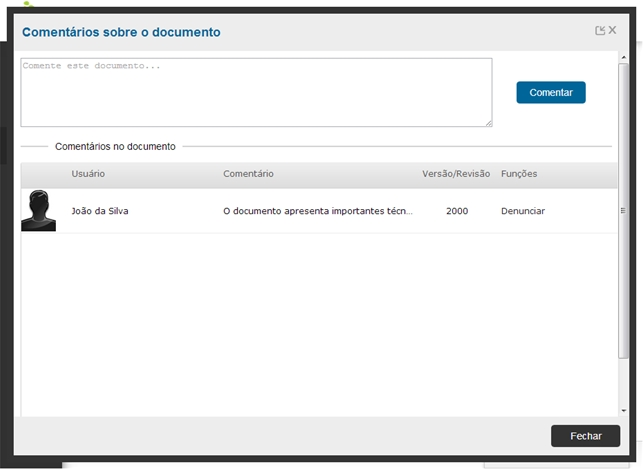 Comentários sobre o documento
Comente este documento...
Comentar
Comentários no documento
Usuário Comentário Versão/Revisão Funções
João da Silva O documento apresenta importantes técn... 2000 Denunciar
Fechar